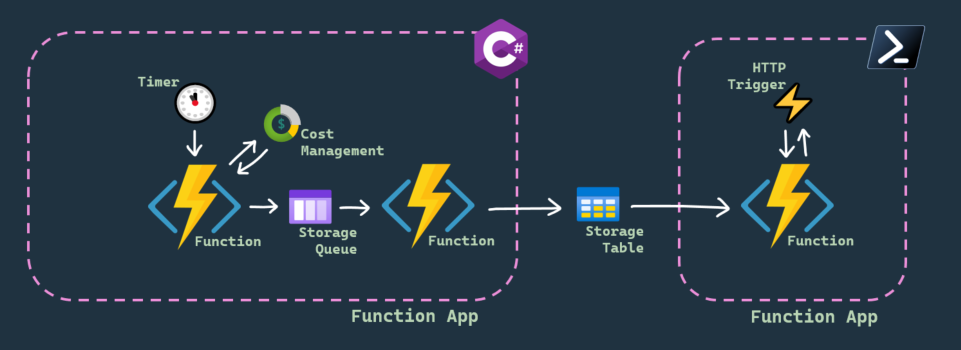 Timer
Cost
Management
Function
Storage
Queue
Function
Function App
C#
Storage
Table
HTTP
Trigger
Function
Function App
$